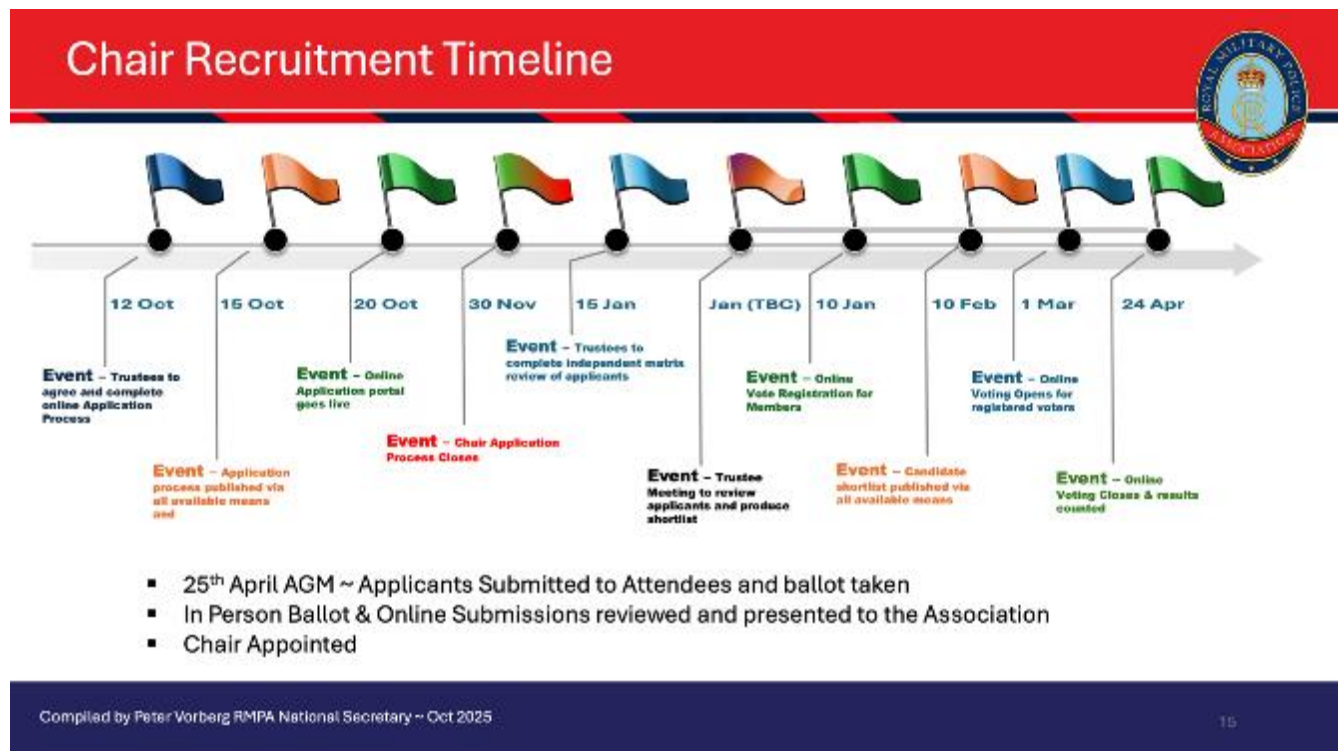 Chair Recruitment Timeline
ROYAL MILITARY POLICE
ASSOCIATION
12 Oct
15 Oct
20 Oct
30 Nov
15 Jan
Jan (TBC)
10 Jan
10 Feb
1 Mar
24 Apr
Event – Trustees to
agree and complete
online Application
Process
Event – Application
process published via
all available means
and
Event – Online
Application portal
goes live
Event – Chair Application
Process Closes
Event – Trustees to
complete independent matrix
review of applicants
Event – Trustee
Meeting to review
applicants and produce
shortlist
Event – Online
Vote Registration for
Members
Event – Candidate
shortlist published via
all available means
Event – Online
Voting Opens for
registered voters
Event – Online
Voting Closes & results
counted
▪ 25th April AGM ~ Applicants Submitted to Attendees and ballot taken
▪ In Person Ballot & Online Submissions reviewed and presented to the Association
▪ Chair Appointed
Compiled by Peter Vorberg RMPA National Secretary ~ Oct 2025
15